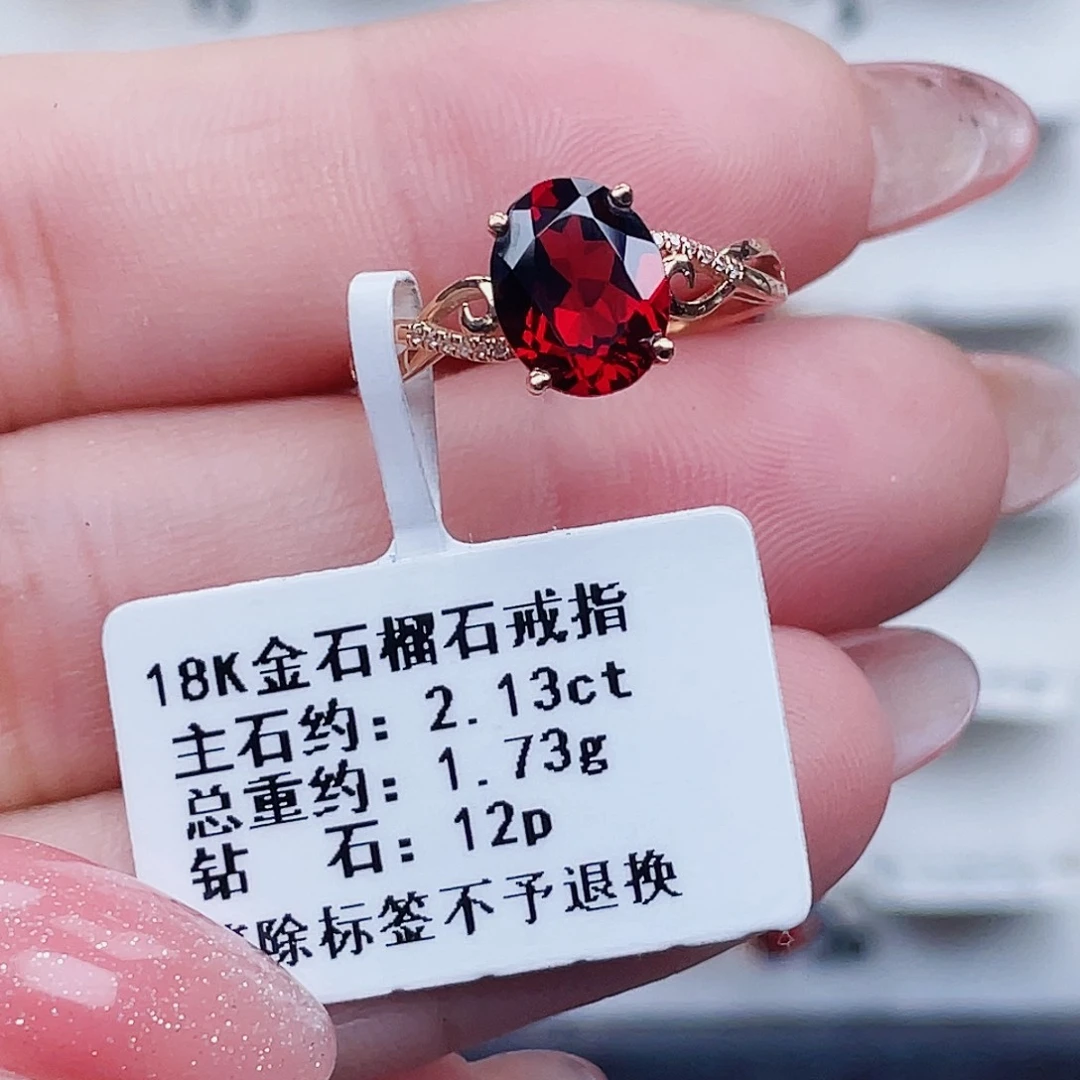 18K金石榴石戒指
主石约：2.13ct
总重约：1.73g
钻 石：12p
除标签不予退换